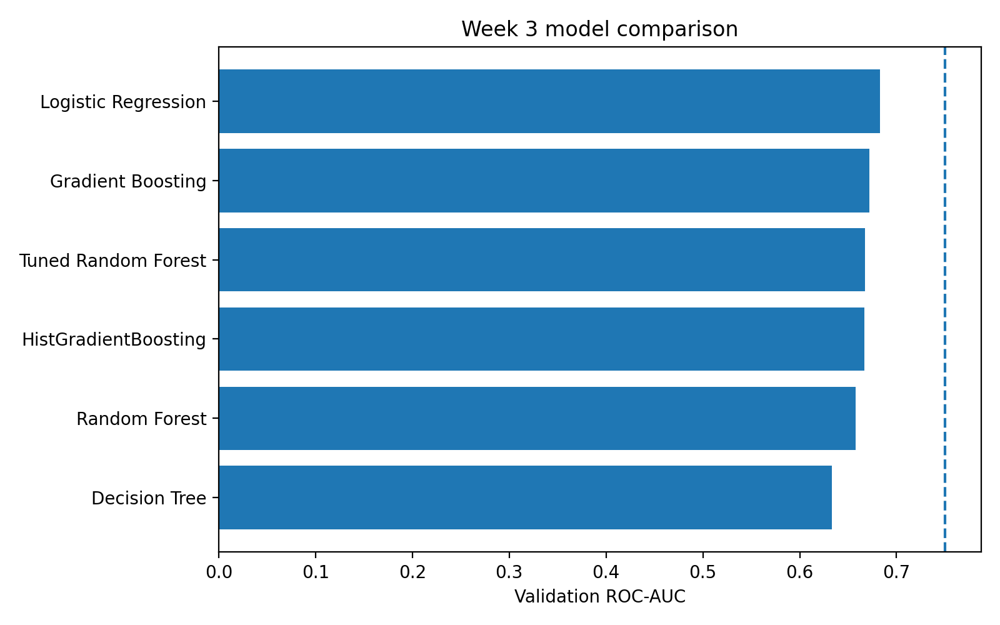 Week 3 model comparison
Logistic Regression
Gradient Boosting
Tuned Random Forest
HistGradientBoosting
Random Forest
Decision Tree
0.0 0.1 0.2 0.3 0.4 0.5 0.6 0.7
Validation ROC-AUC